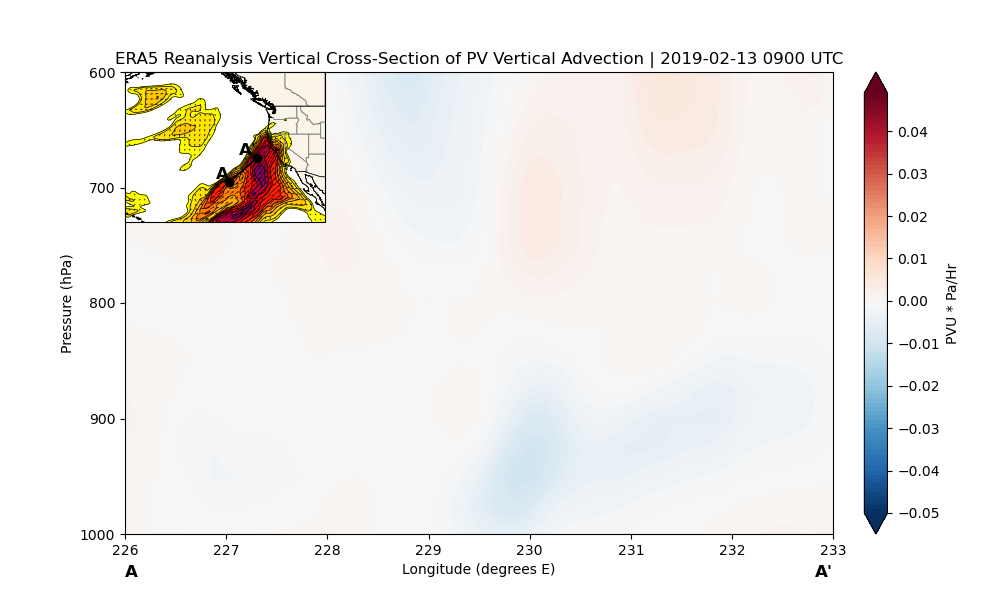 ERA5 Reanalysis Vertical Cross-Section of PV Vertical Advection | 2019-02-13 0900 UTC
600
700
800
900
1000
Pressure (hPa)
A
A
226
227
228
229
230
231
232
233
A
Longitude (degrees E)
A'
0.04
0.03
0.02
0.01
0.00
−0.01
−0.02
−0.03
−0.04
−0.05
PVU * Pa/Hr